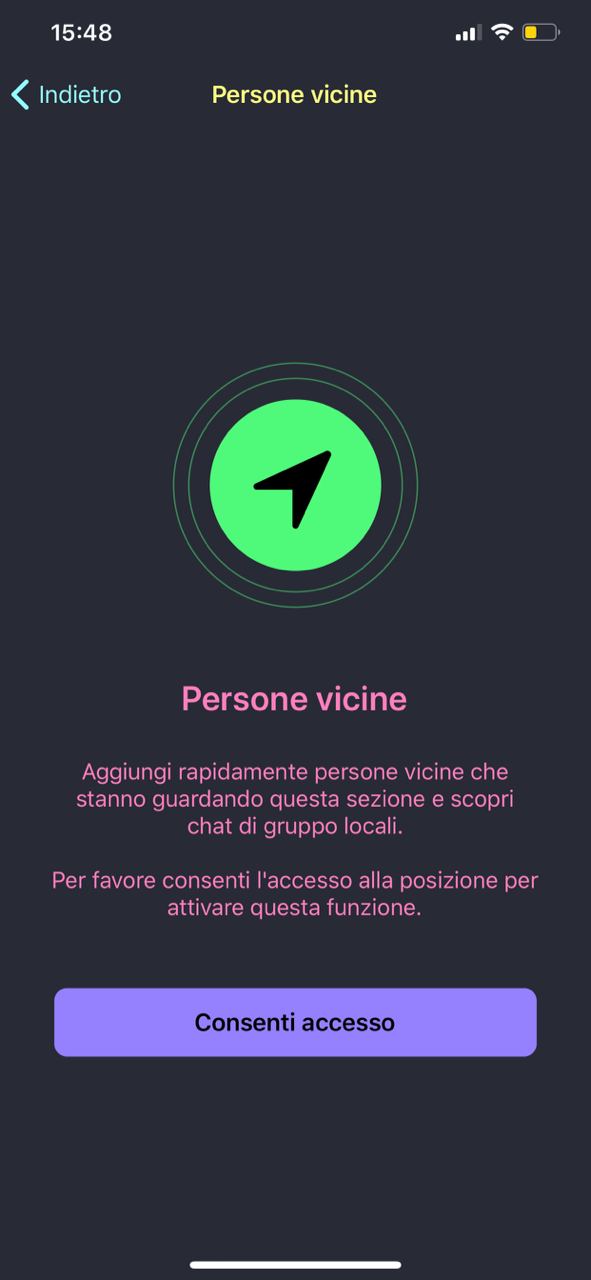 15:48
Indietro
Persone vicine
Persone vicine
Aggiungi rapidamente persone vicine che
stanno guardando questa sezione e scopri
chat di gruppo locali.
Per favore consenti l'accesso alla posizione per
attivare questa funzione.
Consenti accesso